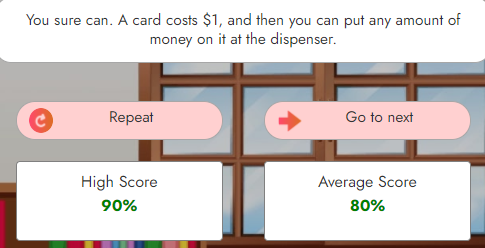 You sure can. A card costs $1, and then you can put any amount of
money on it at the dispenser.
Repeat
Go to next
High Score
90%
Average Score
80%